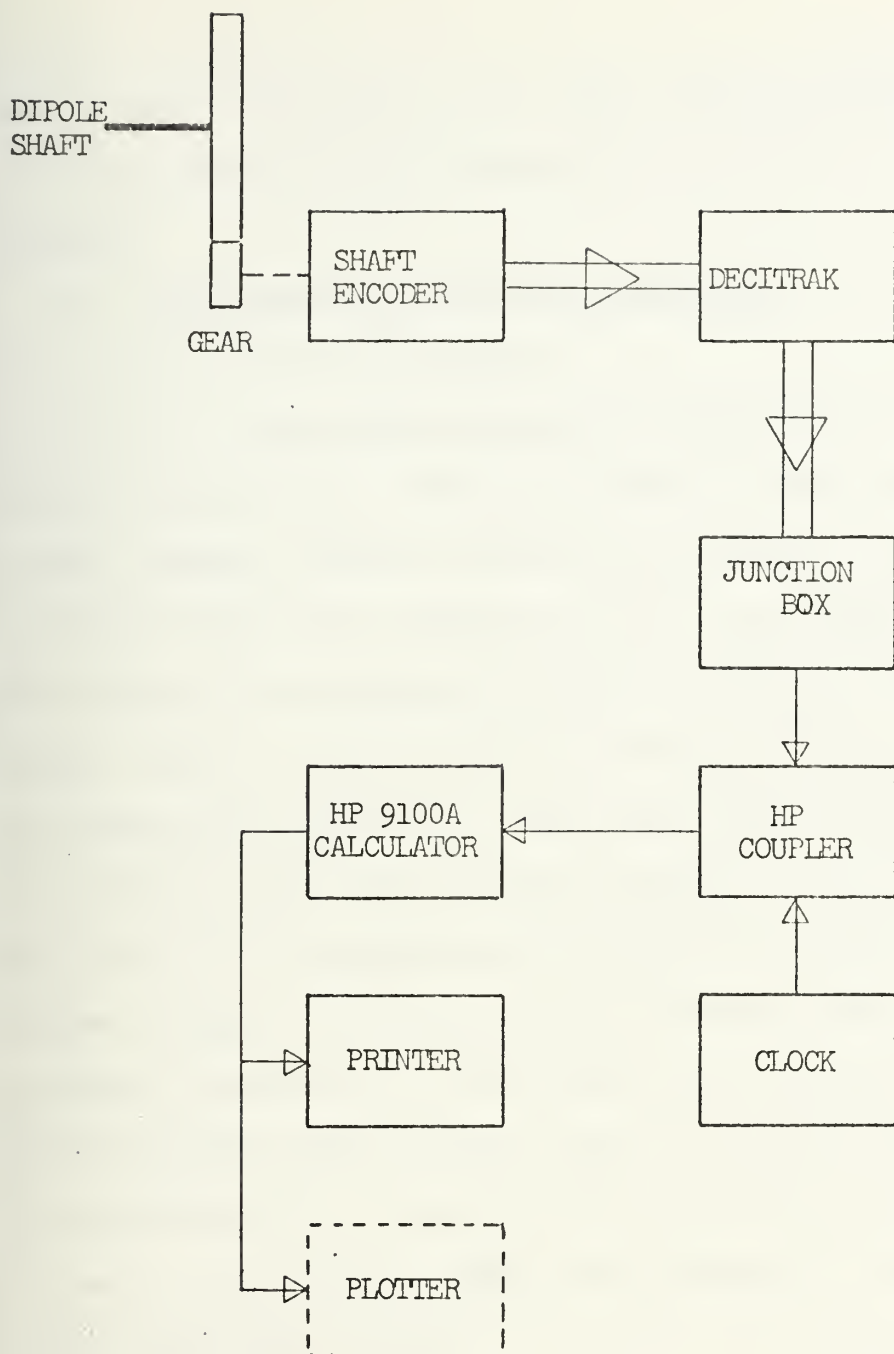 DIPOLE
SHAFT
GEAR
SHAFT
ENCODER
DECITRAK
JUNCTION
BOX
HP 9100A
CALCULATOR
HP
COUPLER
PRINTER
CLOCK
PLOTTER